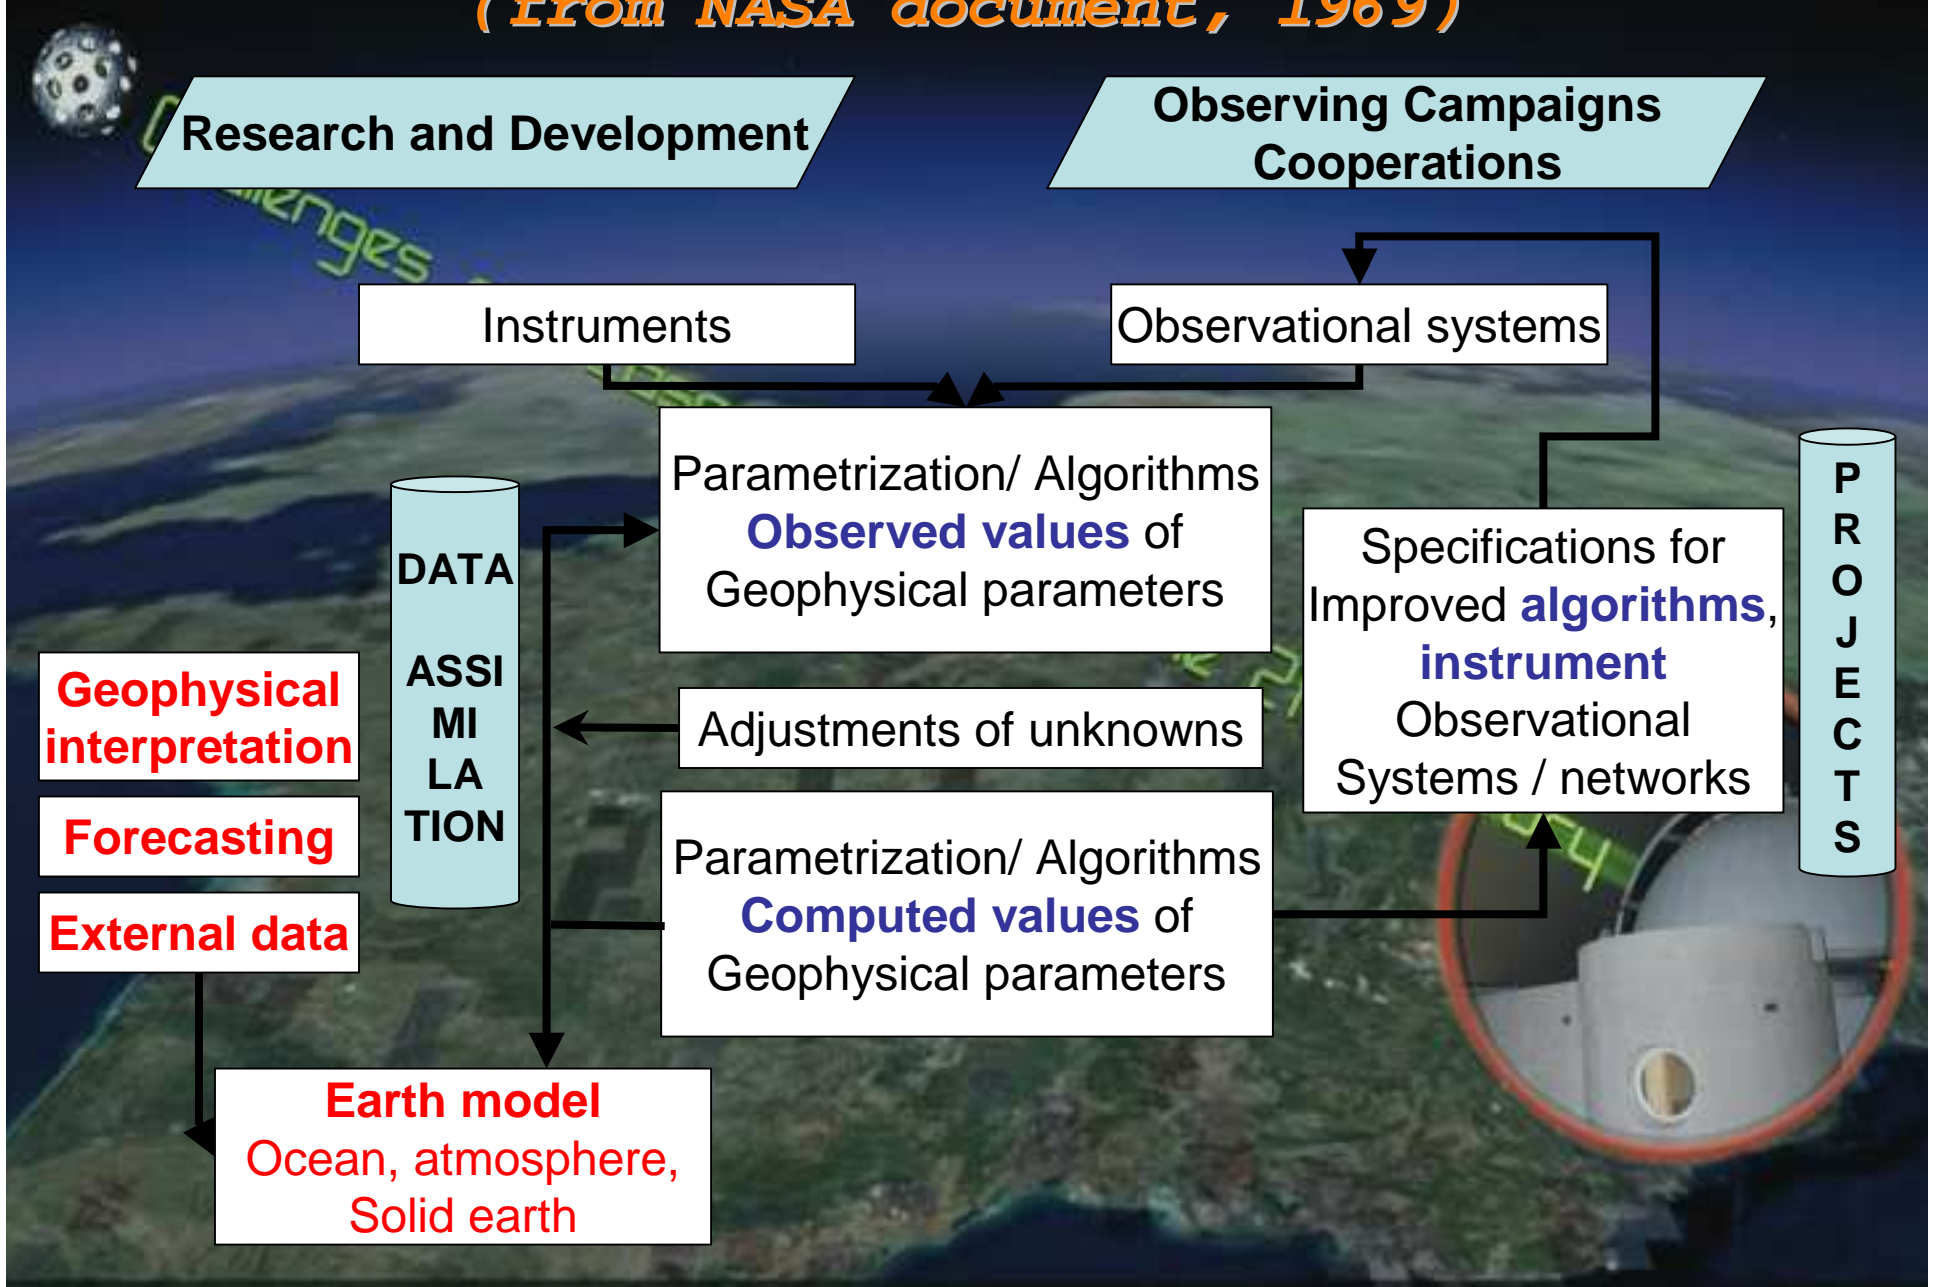 (from NASA document, 1969)
Research and Development
Observing Campaigns
Cooperations
Instruments
Observational systems
Parametrization/ Algorithms
Observed values of
Geophysical parameters
DATA
ASSI
MI
LA
TION
Specifications for
Improved algorithms,
instrument
Observational
Systems / networks
P
R
O
J
E
C
T
S
Geophysical
interpretation
Adjustments of unknowns
Forecasting
Parametrization/ Algorithms
Computed values of
Geophysical parameters
External data
Earth model
Ocean, atmosphere,
Solid earth